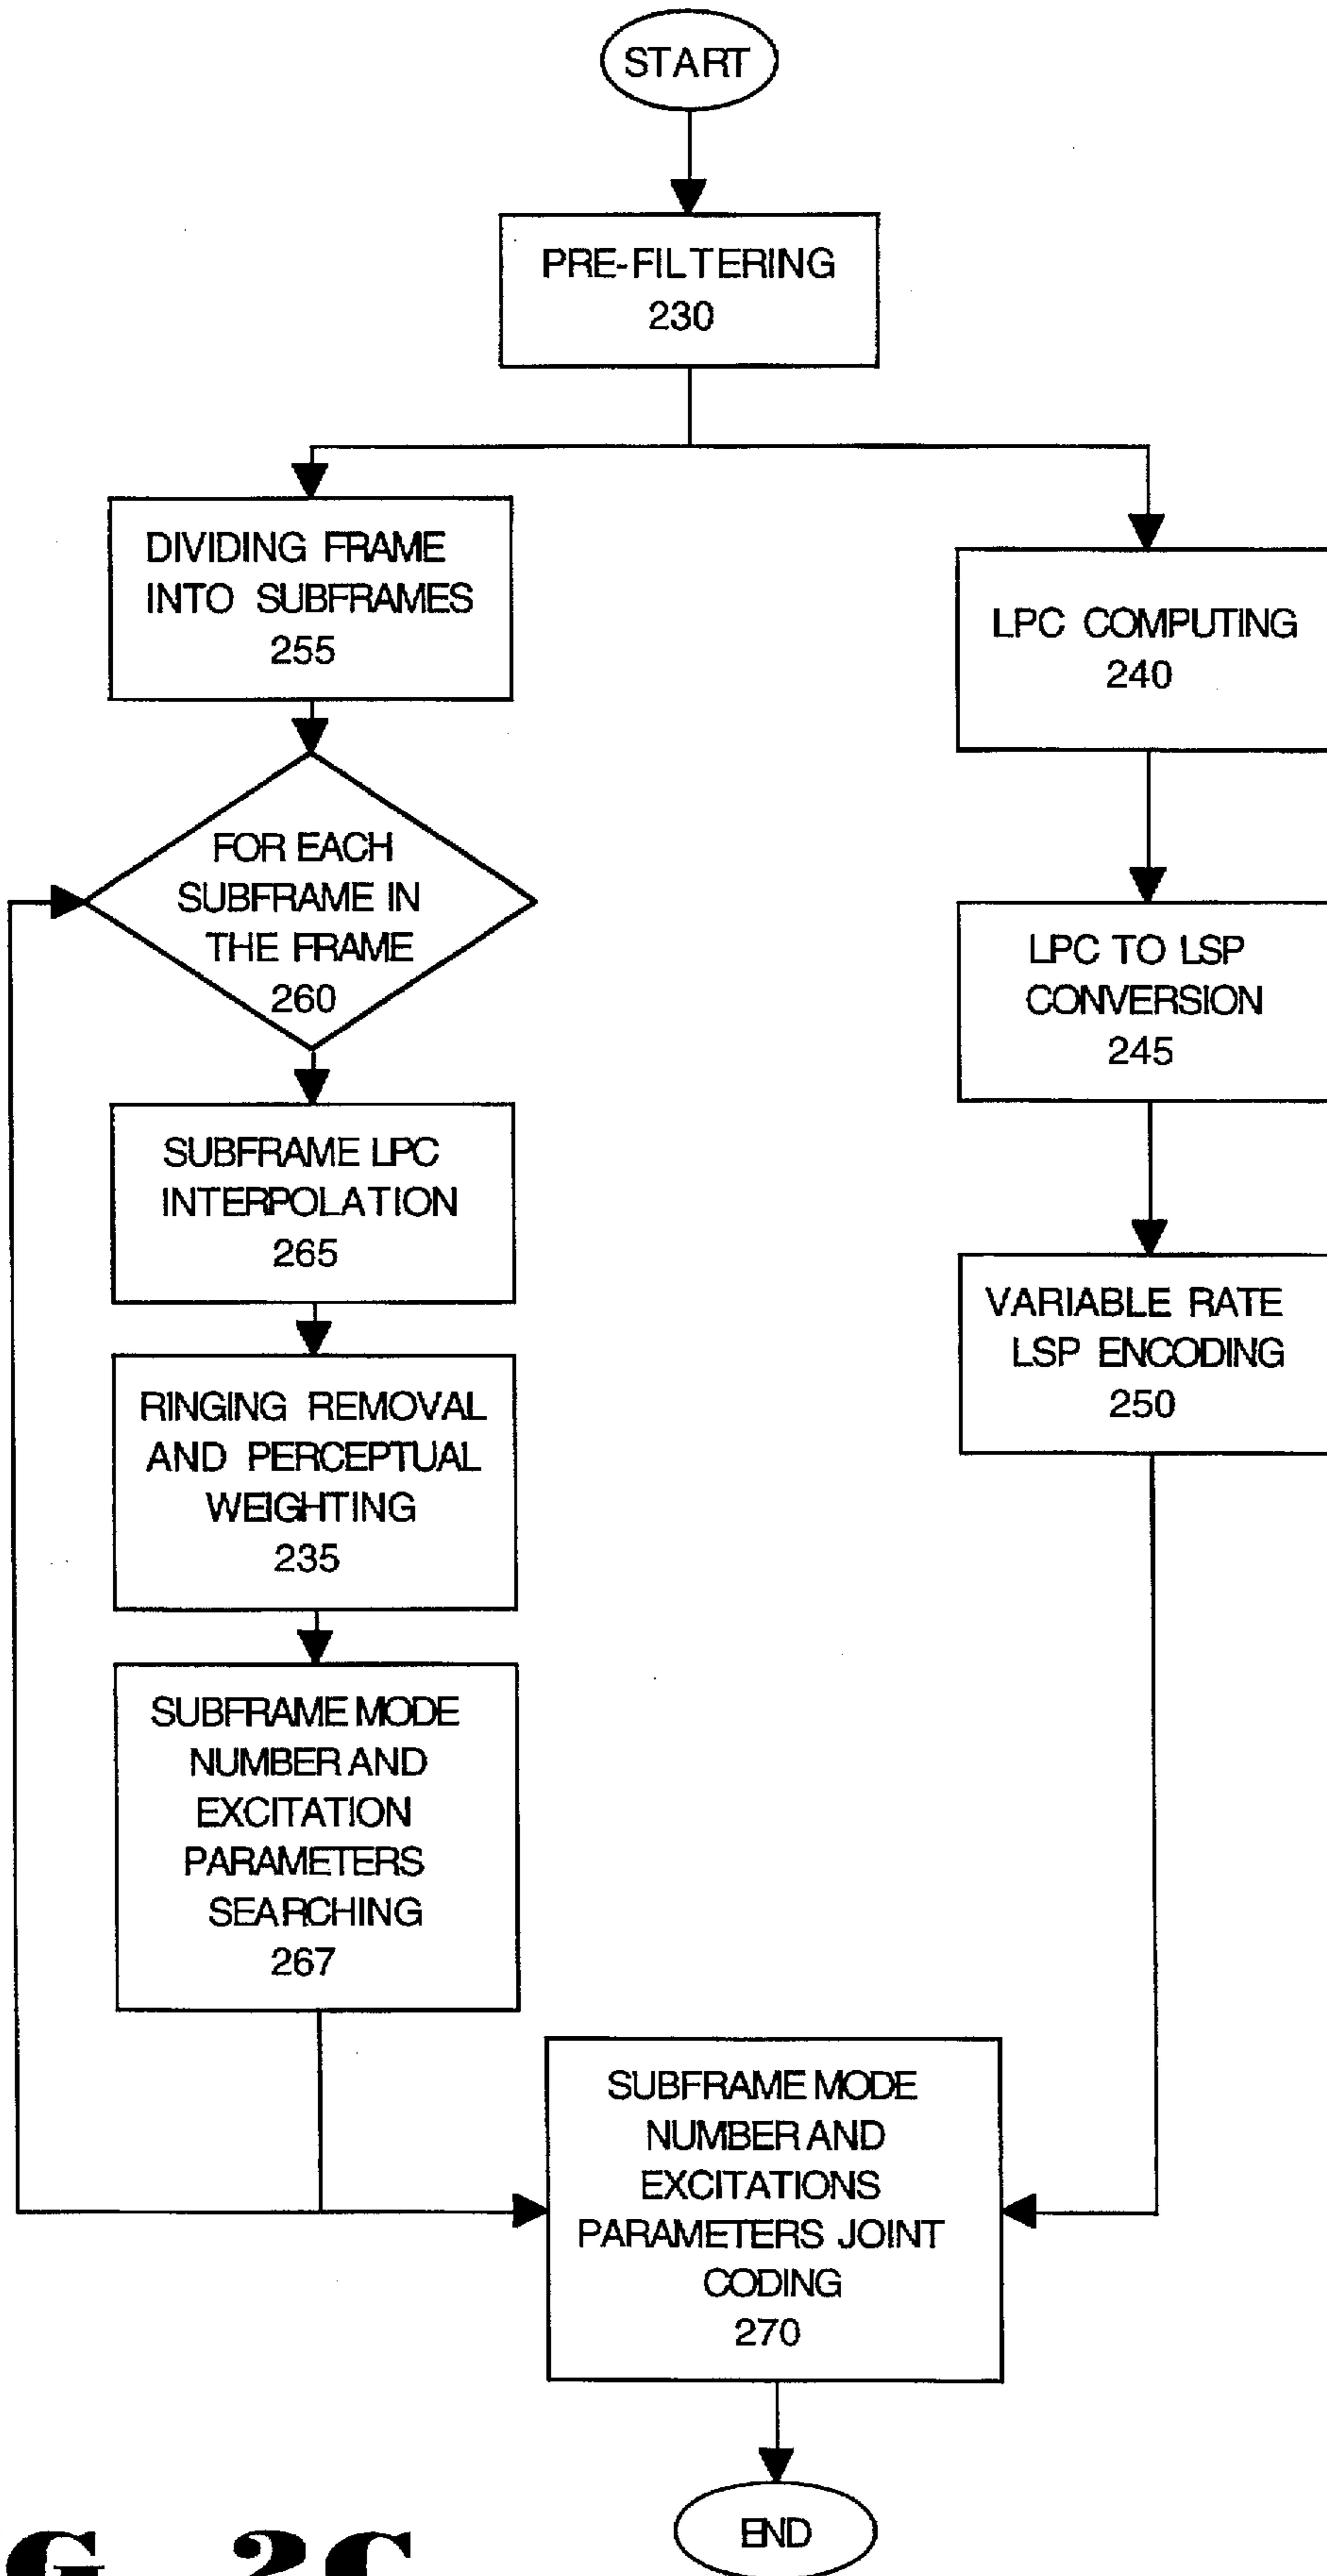 START
PRE-FILTERING
230
DIVIDING FRAME
INTO SUBFRAMES
255
LPC COMPUTING
240
FOR EACH
SUBFRAME IN
THE FRAME
260
LPC TO LSP
CONVERSION
245
SUBFRAME LPC
INTERPOLATION
265
VARIABLE RATE
LSP ENCODING
250
RINGING REMOVAL
AND PERCEPTUAL
WEIGHTING
235
SUBFRAME MODE
NUMBER AND
EXCITATION
PARAMETERS
SEARCHING
267
SUBFRAME MODE
NUMBER AND
EXCITATIONS
PARAMETERS JOINT
CODING
270
END
G 2C